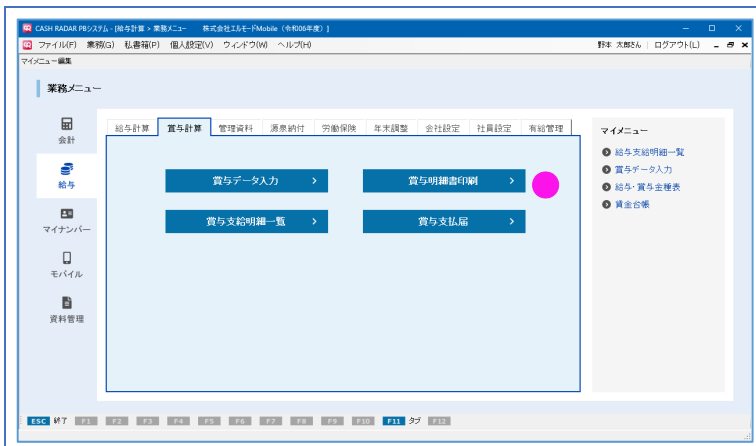 CASH RADAR PBシステム - [給与計算 > 業務メニュー 株式会社エルモードMobile（令和06年度）]
ファイル(F) 業務(G) 私書箱(P) 個人設定(V) ウィンドウ(W) ヘルプ(H) 野本 太郎さん | ログアウト(L)
マイメニュー編集
業務メニュー
会計
給与
マイナンバー
モバイル
資料管理
給与計算 賞与計算 管理資料 源泉納付 労働保険 年末調整 会社設定 社員設定 有給管理
賞与データ入力 賞与明細書印刷
賞与支給明細一覧 賞与支払届
マイメニュー
給与支給明細一覧
賞与データ入力
給与・賞与金種表
賃金台帳
ESC 終了 F1 F2 F3 F4 F5 F6 F7 F8 F9 F10 F11 タブ F12